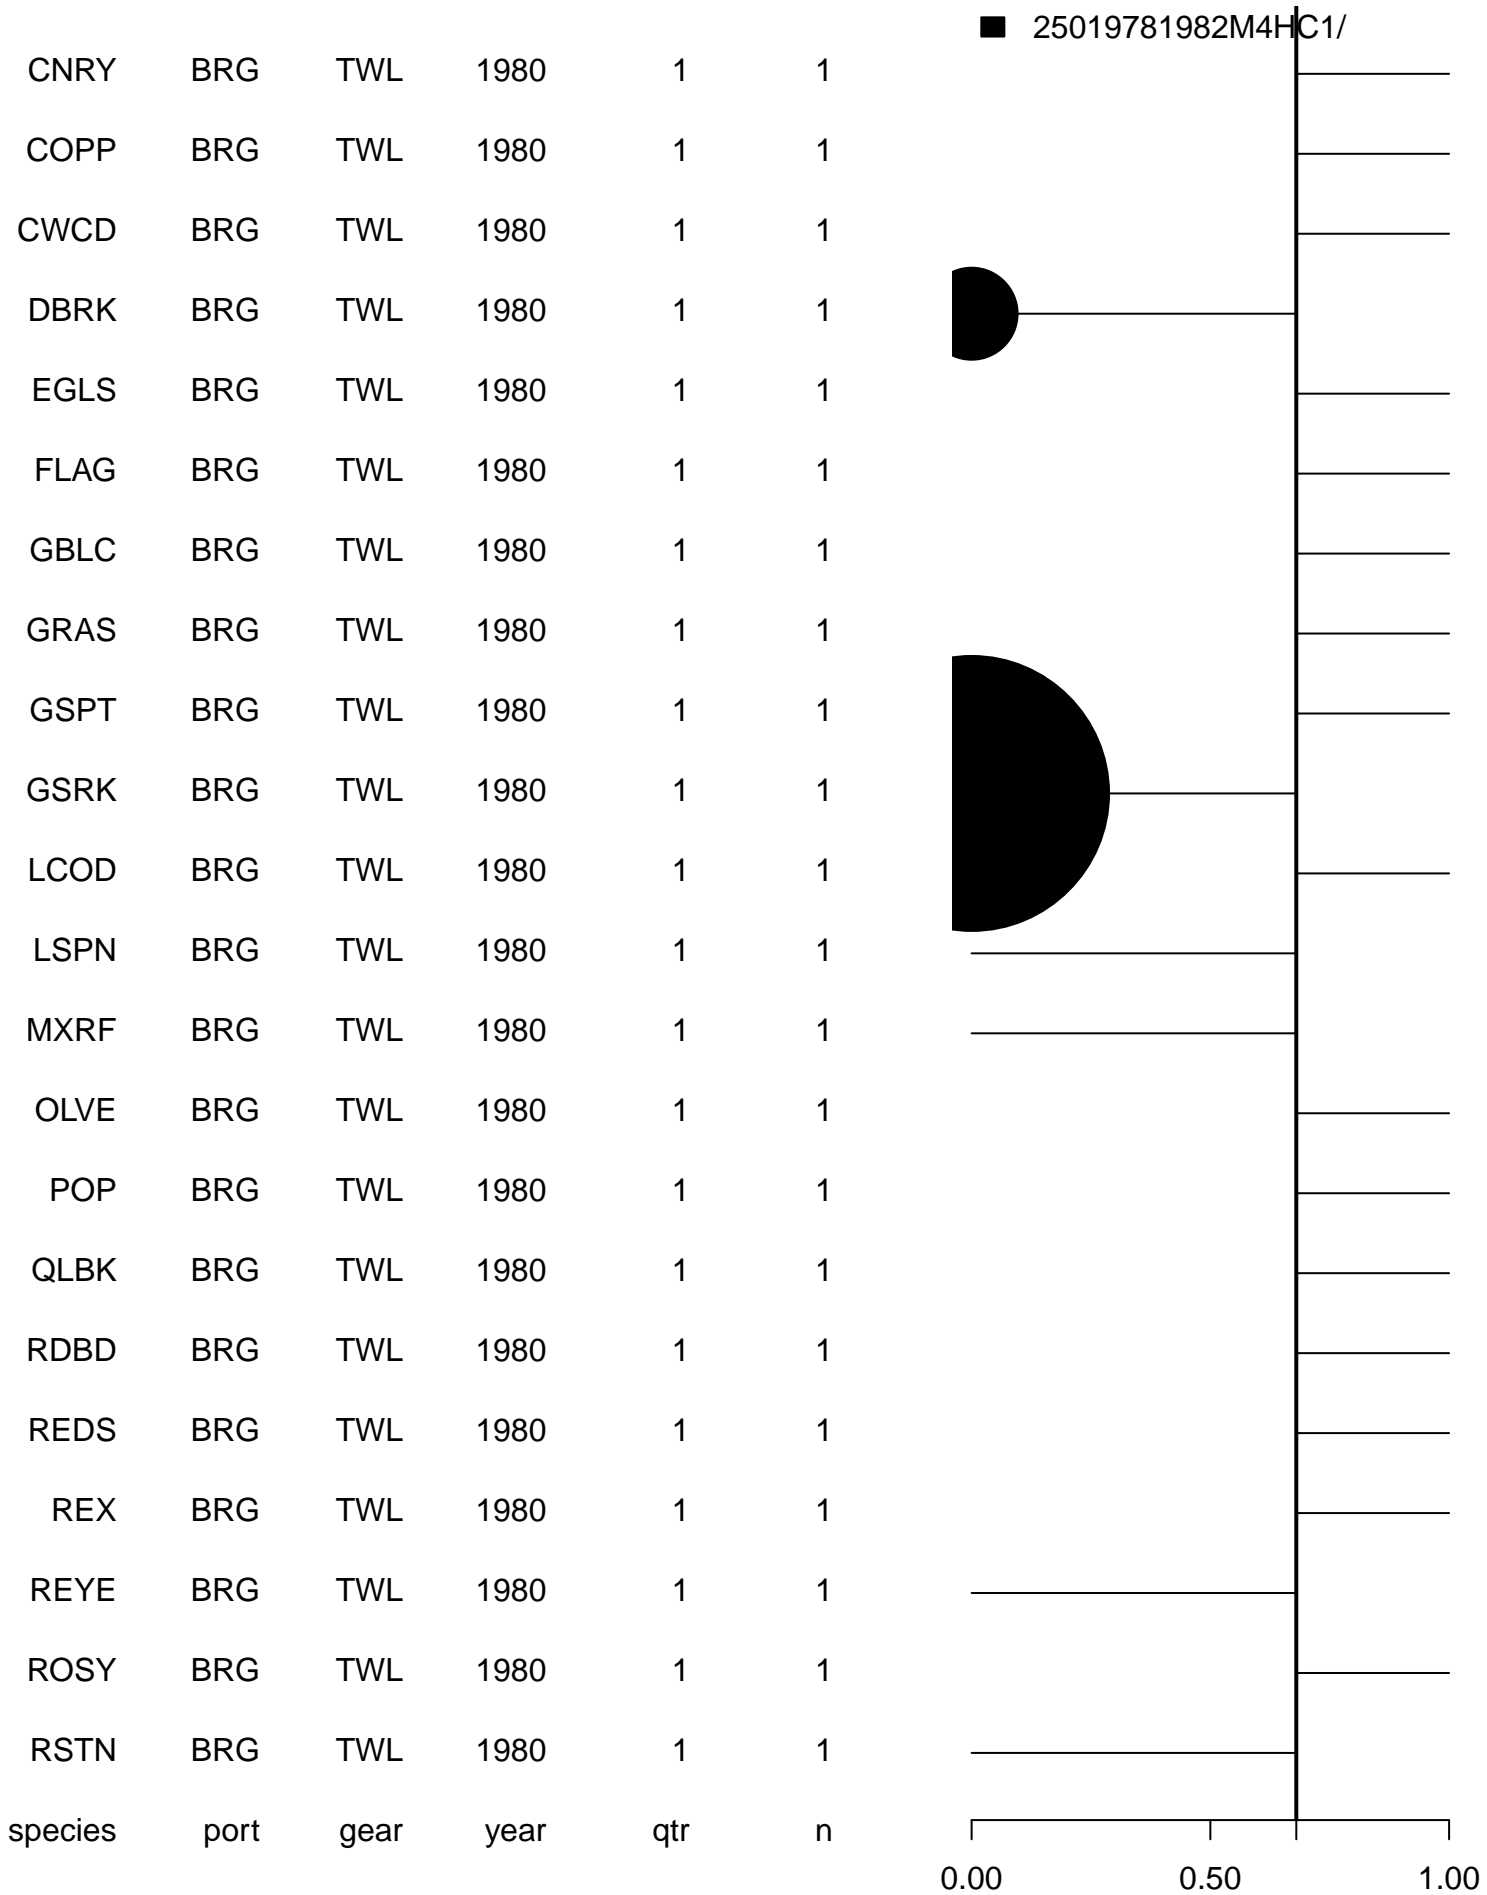 25019781982M4HC1/
CNRY BRG TWL 1980 1 1
COPP BRG TWL 1980 1 1
CWCD BRG TWL 1980 1 1
DBRK BRG TWL 1980 1 1
EGLS BRG TWL 1980 1 1
FLAG BRG TWL 1980 1 1
GBLC BRG TWL 1980 1 1
GRAS BRG TWL 1980 1 1
GSPT BRG TWL 1980 1 1
GSRK BRG TWL 1980 1 1
LCOD BRG TWL 1980 1 1
LSPN BRG TWL 1980 1 1
MXRF BRG TWL 1980 1 1
OLVE BRG TWL 1980 1 1
POP BRG TWL 1980 1 1
QLBK BRG TWL 1980 1 1
RDBD BRG TWL 1980 1 1
REDS BRG TWL 1980 1 1
REX BRG TWL 1980 1 1
REYE BRG TWL 1980 1 1
ROSY BRG TWL 1980 1 1
RSTN BRG TWL 1980 1 1
species port gear year qtr n
0.00 0.50 1.00